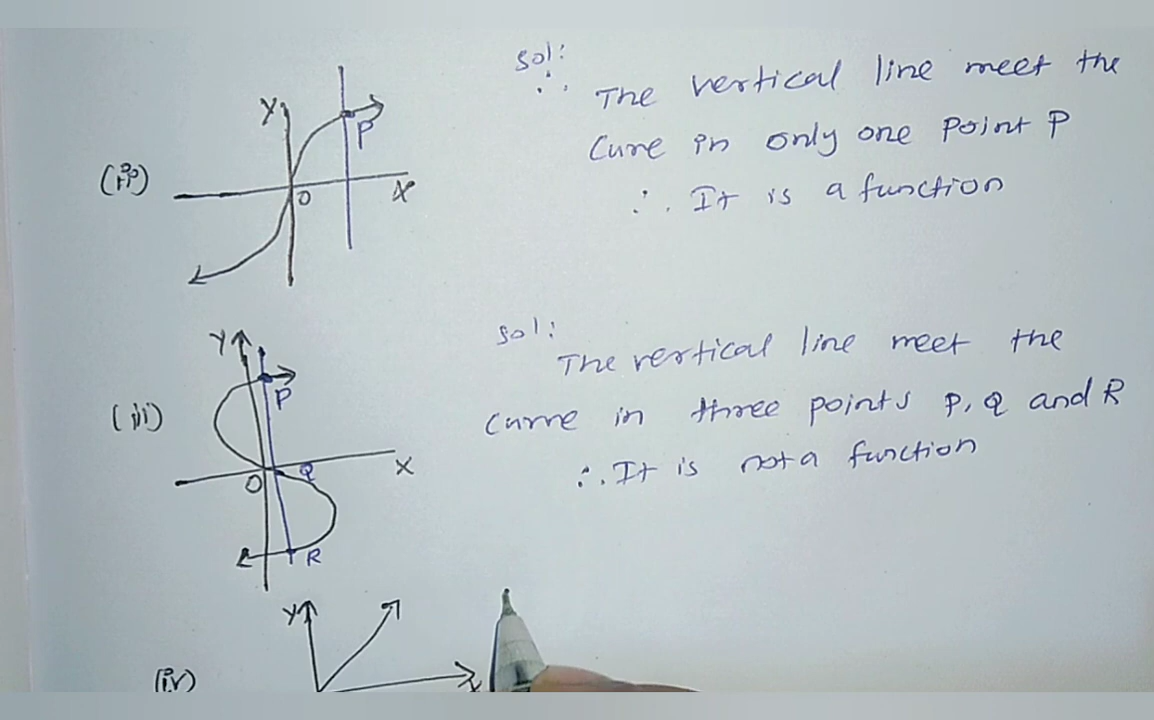 sol:
∴ The vertical line meet the
Y
P
(ii)
Curve in only one Point P
O
X
∴ It is a function
Sol:
Y
The vertical line meet the
P
(iii)
curve in three points P, Q and R
X
Q
O
∴ It is not a function
R
Y
(iv)
X